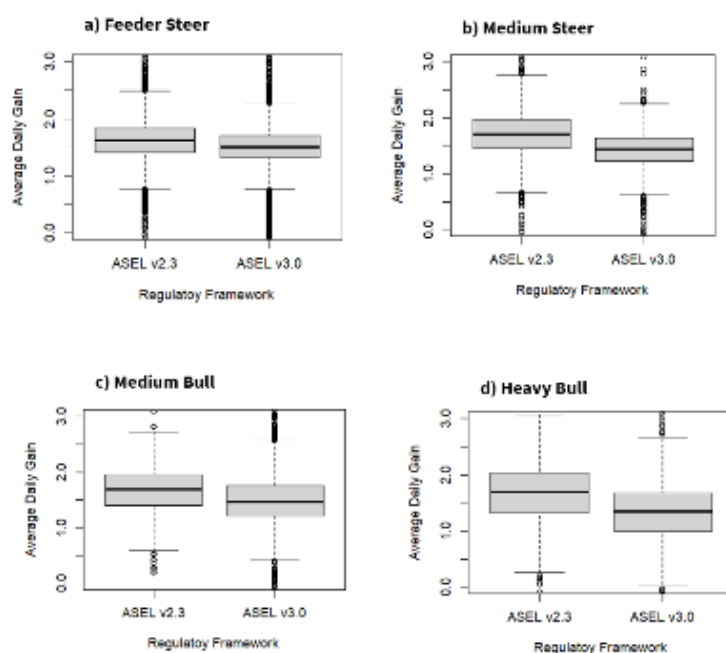 a) Feeder Steer
Average Daily Gain
3.0
2.0
1.0
0.0
ASEL v2.3 ASEL v3.0
Regulatoy Framework
b) Medium Steer
Average Daily Gain
3.0
2.0
1.0
0.0
ASEL v2.3 ASEL v3.0
Regulatoy Framework
c) Medium Bull
Average Daily Gain
3.0
2.0
1.0
0.0
ASEL v2.3 ASEL v3.0
Regulatoy Framework
d) Heavy Bull
Average Daily Gain
3.0
2.0
1.0
0.0
ASEL v2.3 ASEL v3.0
Regulatoy Framework